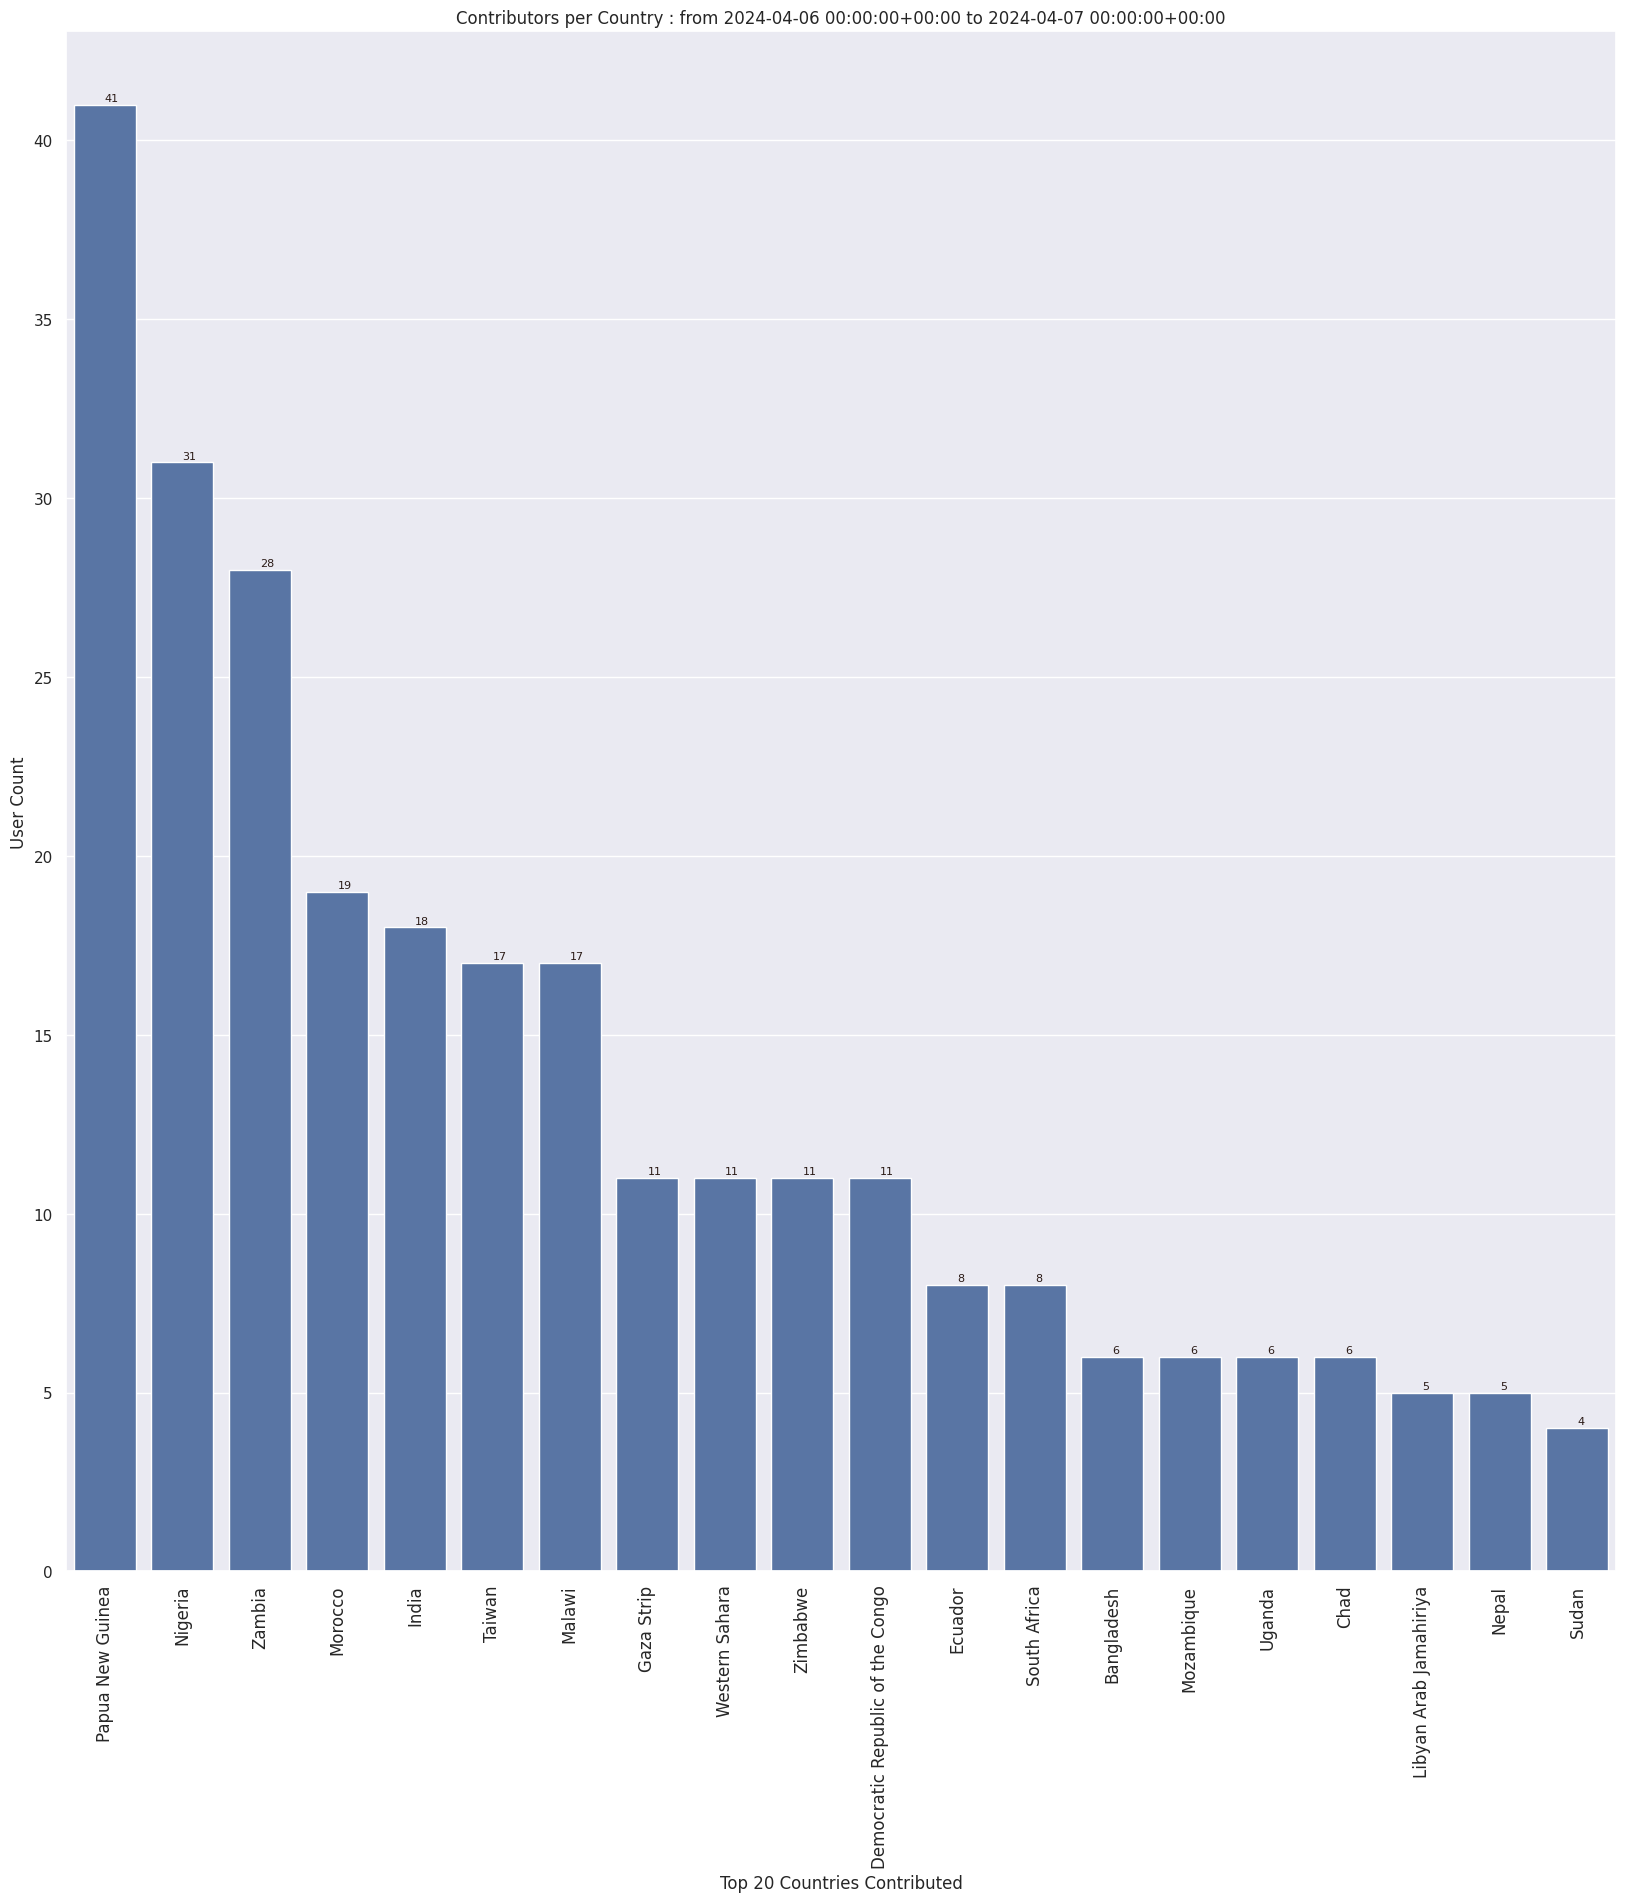 Contributors per Country : from 2024-04-06 00:00:00+00:00 to 2024-04-07 00:00:00+00:00
User Count
40
35
30
25
20
15
10
5
0
41
31
28
19
18
17
17
11
11
11
11
8
8
6
6
6
6
5
5
4
Papua New Guinea
Nigeria
Zambia
Morocco
India
Taiwan
Malawi
Gaza Strip
Western Sahara
Zimbabwe
Democratic Republic of the Congo
Ecuador
South Africa
Bangladesh
Mozambique
Uganda
Chad
Libyan Arab Jamahiriya
Nepal
Sudan
Top 20 Countries Contributed